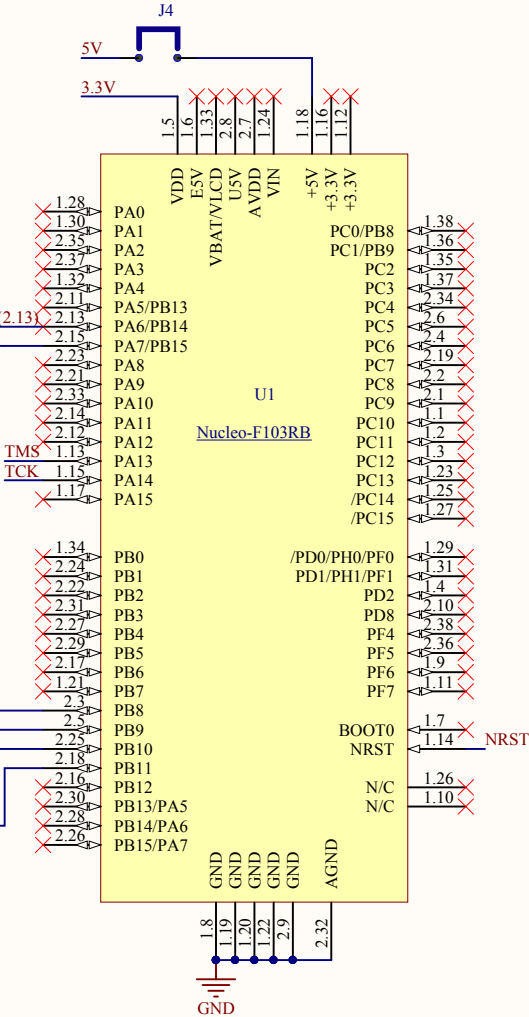 J4
5V
3.3V
1.5 1.6 1.33 2.8 2.7 1.24 1.18 1.16 1.12
VDD E5V VBAT/VLCD U5V AVDD VIN +5V +3.3V +3.3V
1.28 PA0
1.30 PA1
2.35 PA2
2.37 PA3
1.32 PA4
2.11 PA5/PB13
(2.13) 2.13 PA6/PB14
2.15 PA7/PB15
2.23 PA8
2.21 PA9
2.33 PA10
2.14 PA11
2.12 PA12
TMS 1.13 PA13
TCK 1.15 PA14
1.17 PA15
1.34 PB0
2.24 PB1
2.22 PB2
2.31 PB3
2.27 PB4
2.29 PB5
2.17 PB6
1.21 PB7
2.3 PB8
2.5 PB9
2.25 PB10
2.18 PB11
2.16 PB12
2.30 PB13/PA5
2.28 PB14/PA6
2.26 PB15/PA7
U1
Nucleo-F103RB
PC0/PB8 1.38
PC1/PB9 1.36
PC2 1.35
PC3 1.37
PC4 2.34
PC5 2.6
PC6 2.4
PC7 2.19
PC8 2.2
PC9 2.1
PC10 1.1
PC11 1.2
PC12 1.3
PC13 1.23
/PC14 1.25
/PC15 1.27
/PD0/PH0/PF0 1.29
PD1/PH1/PF1 1.31
PD2 1.4
PD8 2.10
PF4 2.38
PF5 2.36
PF6 1.9
PF7 1.11
BOOT0 1.7
NRST 1.14 NRST
N/C 1.26
N/C 1.10
GND GND GND GND GND AGND
1.8 1.19 1.20 1.22 2.9 2.32
GND